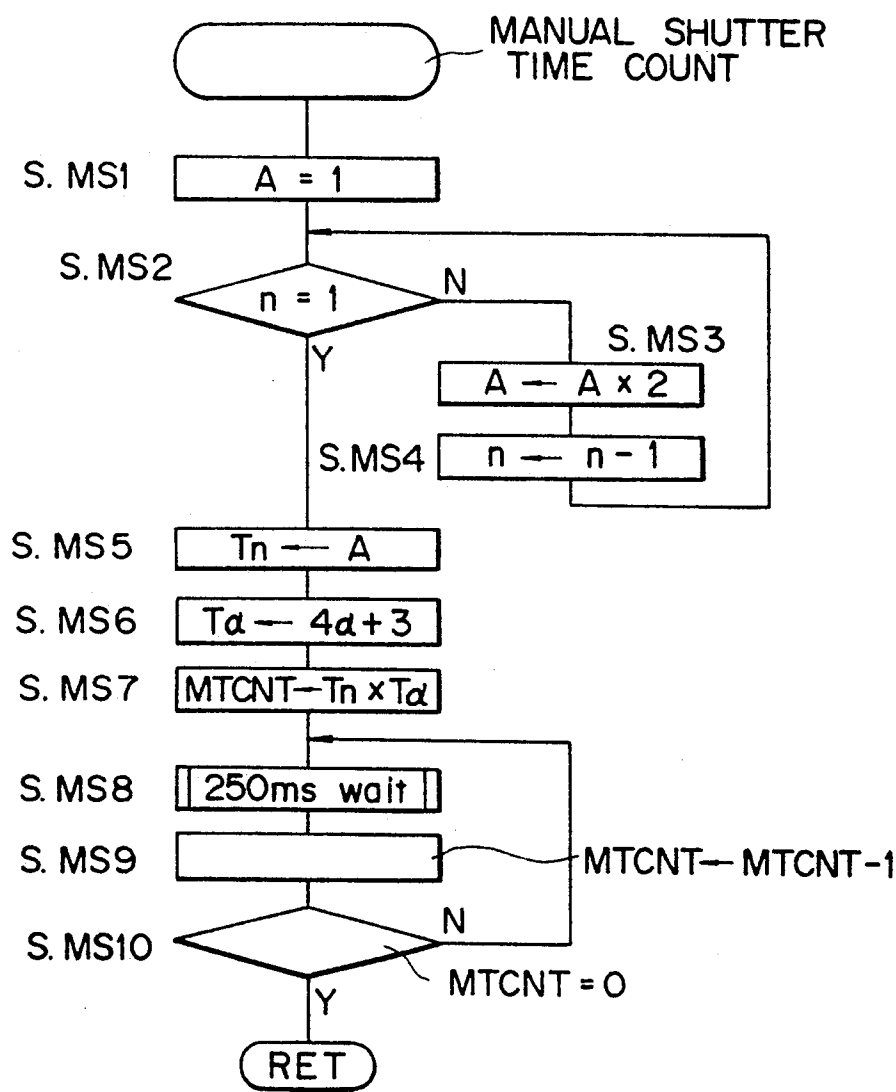 MANUAL SHUTTER
TIME COUNT
S. MS1
A = 1
S. MS2
n = 1
N
Y
S. MS3
A ← A × 2
S. MS4
n ← n - 1
S. MS5
Tn ← A
S. MS6
Tα ← 4α + 3
S. MS7
MTCNT ← Tn × Tα
S. MS8
250ms wait
S. MS9
MTCNT ← MTCNT-1
S. MS10
N
MTCNT = 0
Y
RET